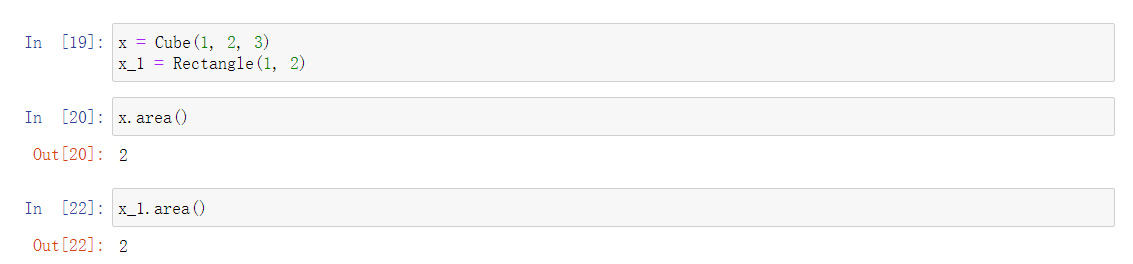 In [19]: x = Cube(1, 2, 3)
x_1 = Rectangle(1, 2)
In [20]: x.area()
Out[20]: 2
In [22]: x_1.area()
Out[22]: 2